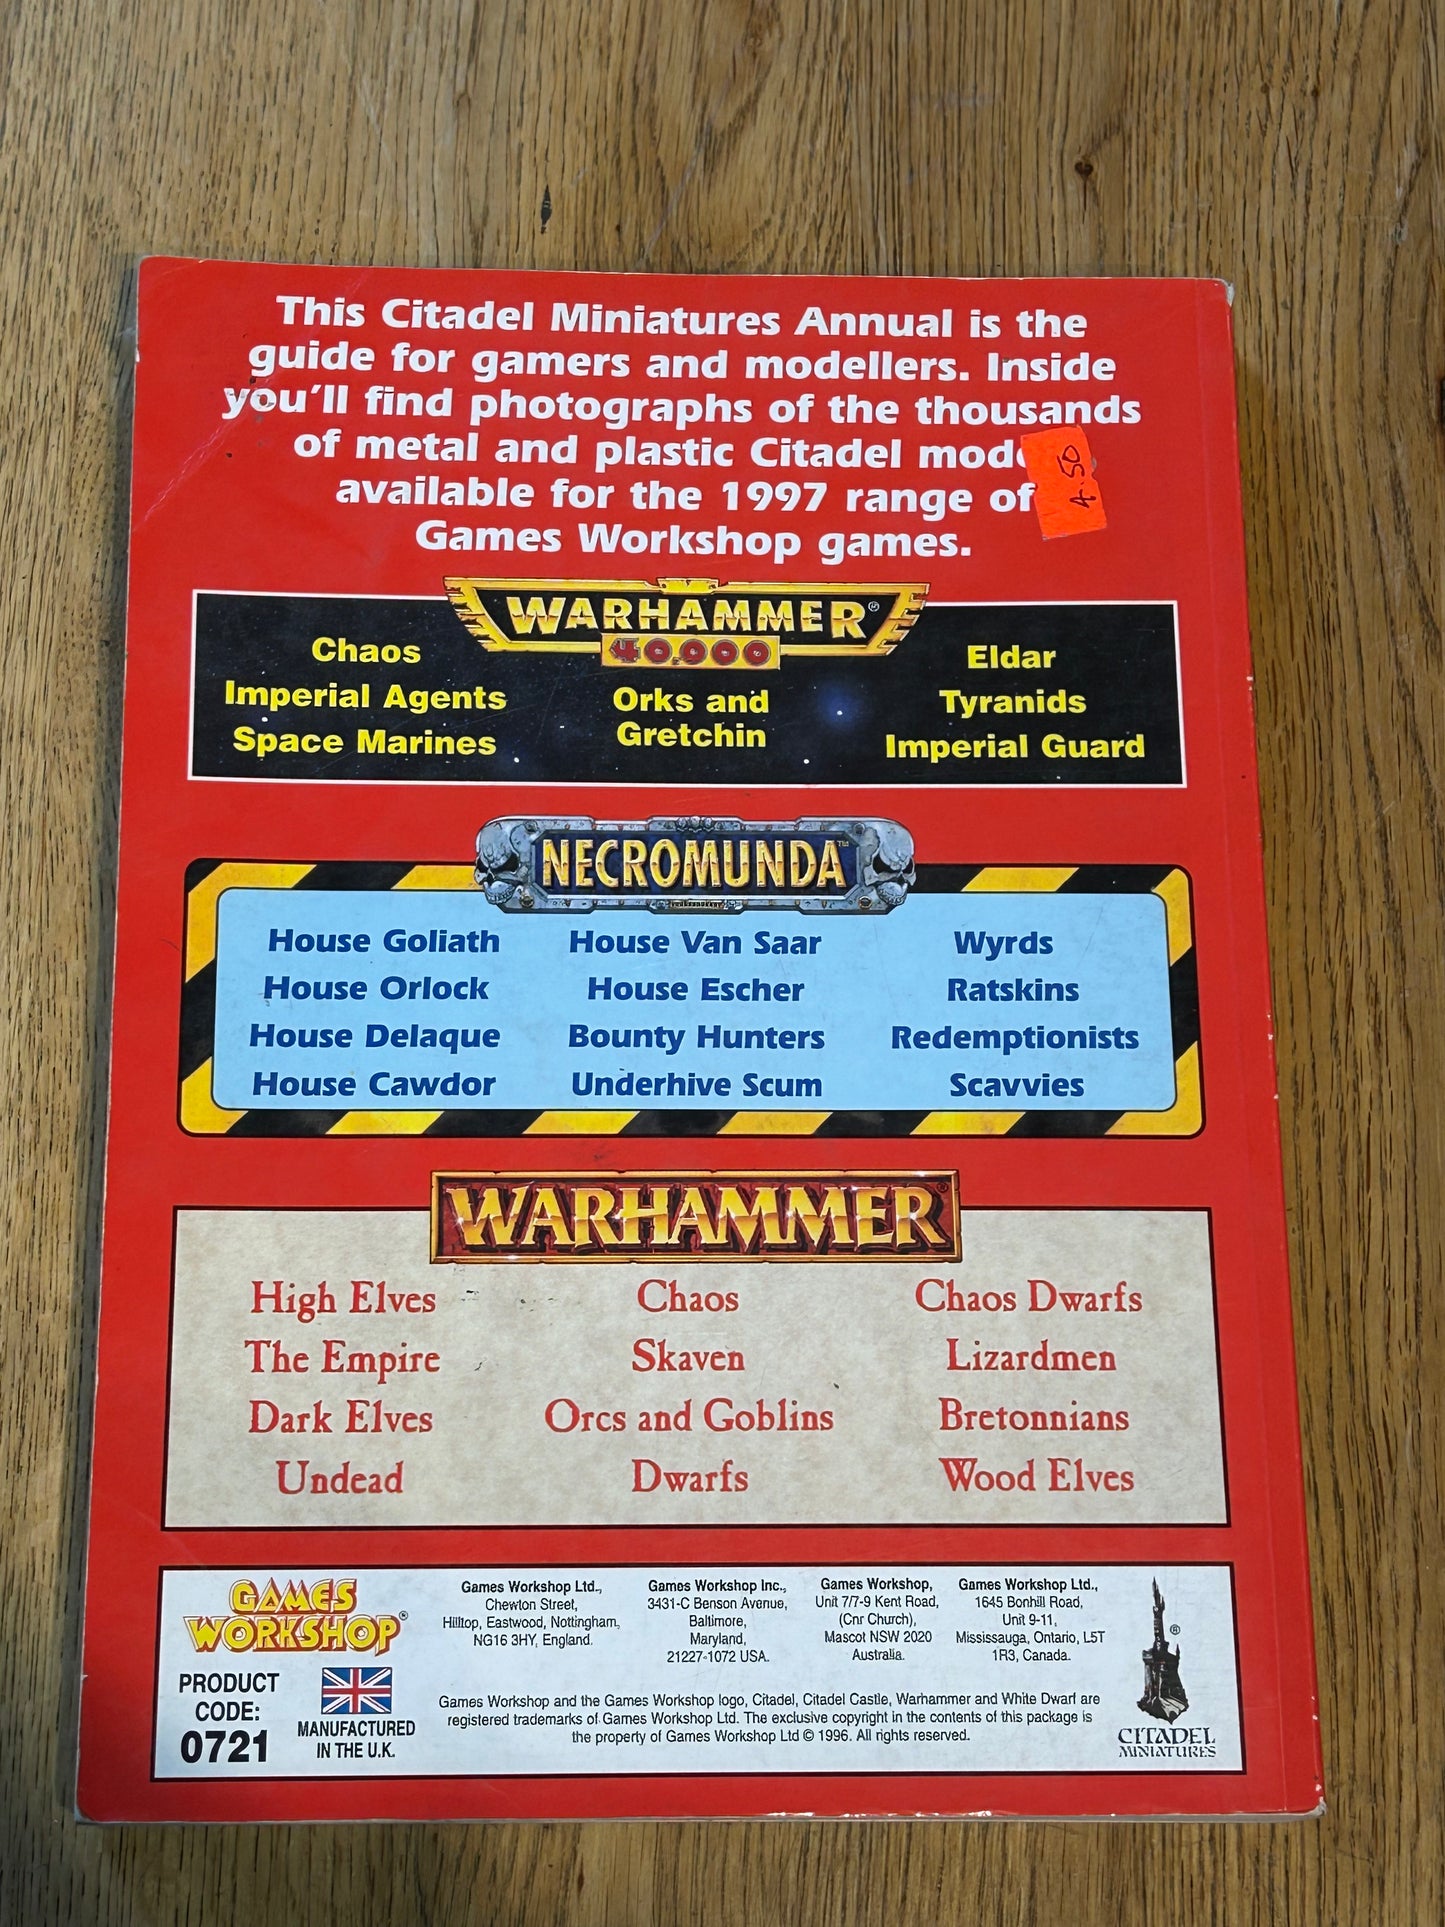 This Citadel Miniatures Annual is the
guide for gamers and modellers. Inside
you'll find photographs of the thousands
of metal and plastic Citadel mode
available for the 1997 range of
Games Workshop games.
4.50
WARHAMMER®
40,000
Chaos
Imperial Agents
Space Marines
Orks and
Gretchin
Eldar
Tyranids
Imperial Guard
NECROMUNDA™
House Goliath
House Orlock
House Delaque
House Cawdor
House Van Saar
House Escher
Bounty Hunters
Underhive Scum
Wyrds
Ratskins
Redemptionists
Scavvies
WARHAMMER®
High Elves
The Empire
Dark Elves
Undead
Chaos
Skaven
Orcs and Goblins
Dwarfs
Chaos Dwarfs
Lizardmen
Bretonnians
Wood Elves
GAMES
WORKSHOP®
PRODUCT
CODE:
0721
MANUFACTURED
IN THE U.K.
Games Workshop Ltd.,
Chewton Street,
Hilltop, Eastwood, Nottingham,
NG16 3HY, England.
Games Workshop Inc.,
3431-C Benson Avenue,
Baltimore,
Maryland,
21227-1072 USA.
Games Workshop,
Unit 7/7-9 Kent Road,
(Cnr Church),
Mascot NSW 2020
Australia.
Games Workshop Ltd.,
1645 Bonhill Road,
Unit 9-11,
Mississauga, Ontario, L5T
1R3, Canada.
Games Workshop and the Games Workshop logo, Citadel, Citadel Castle, Warhammer and White Dwarf are
registered trademarks of Games Workshop Ltd. The exclusive copyright in the contents of this package is
the property of Games Workshop Ltd © 1996. All rights reserved.
®
CITADEL
MINIATURES